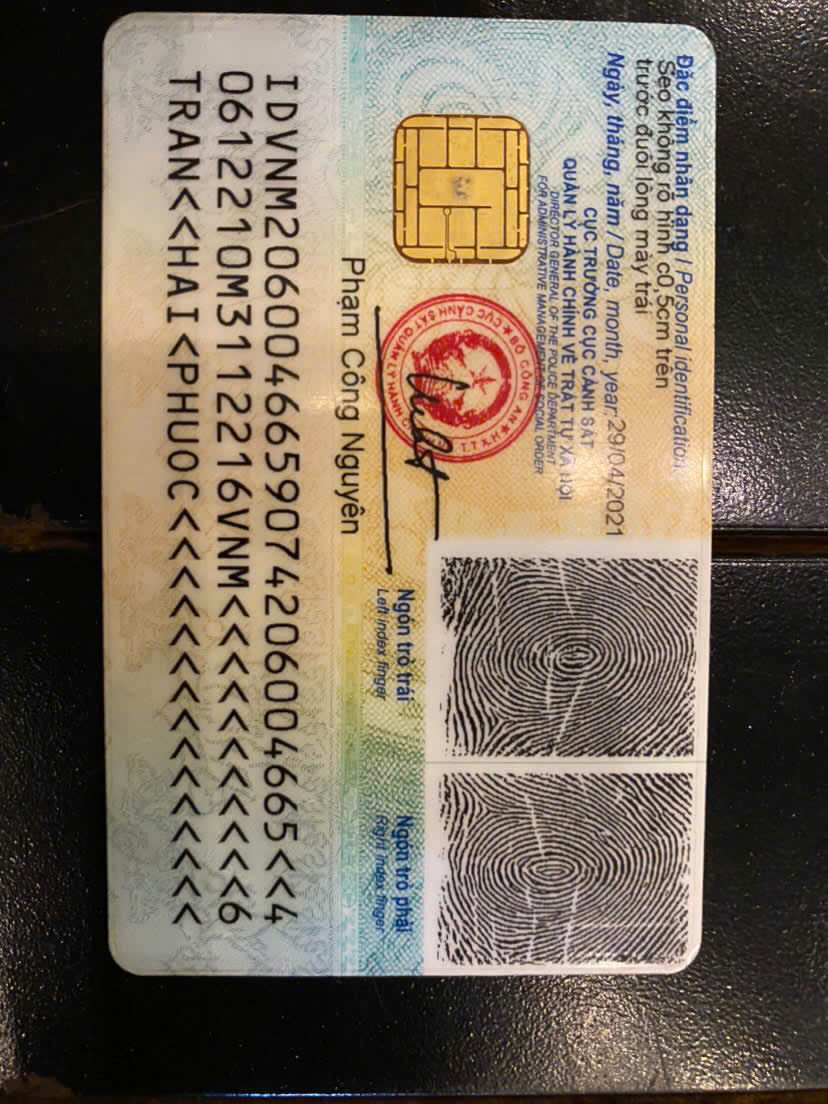 Đặc điểm nhân dạng / Personal identification:
Sẹo không rõ hình c0,5cm trên
trước đuôi lông mày trái
Ngày, tháng, năm / Date, month, year: 29/04/2021
CỤC TRƯỞNG CỤC CẢNH SÁT
QUẢN LÝ HÀNH CHÍNH VỀ TRẬT TỰ XÃ HỘI
DIRECTOR GENERAL OF THE POLICE DEPARTMENT
FOR ADMINISTRATIVE MANAGEMENT OF SOCIAL ORDER
BỘ CÔNG AN
CỤC CẢNH SÁT QUẢN LÝ HÀNH C
T.T.X.H
Phạm Công Nguyên
Ngón trỏ trái
Left index finger
Ngón trỏ phải
Right index finger
IDVNM2060046659074206004665<<4
0612210M3112216VNM<<<<<<<<<<<6
TRAN<<HAI<PHUOC<<<<<<<<<<<<<<<